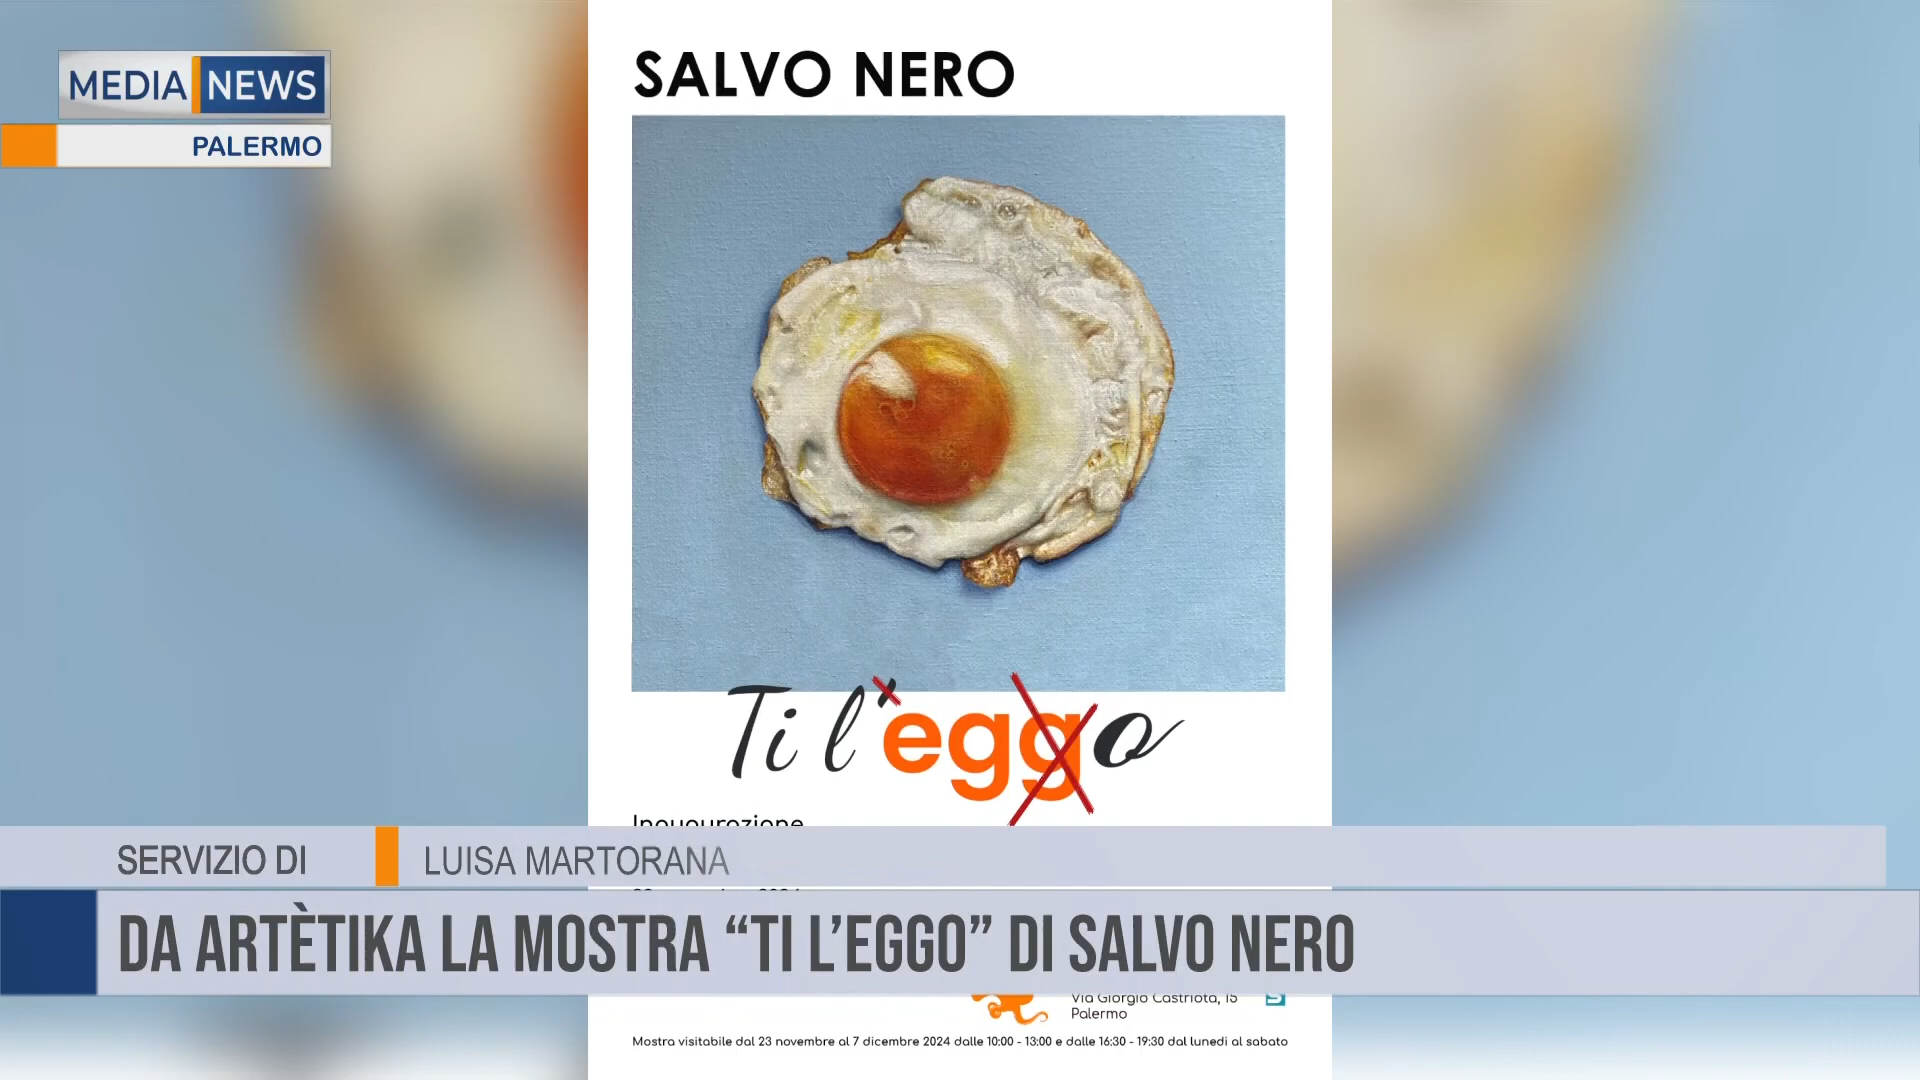 MEDIA NEWS
PALERMO
SALVO NERO
Ti l'eggo
Inaugurazione
SERVIZIO DI LUISA MARTORANA
DA ARTÈTIKA LA MOSTRA “TI L’EGGO” DI SALVO NERO
Via Giorgio Castriota, 15
Palermo
Mostra visitabile dal 23 novembre al 7 dicembre 2024 dalle 10:00 - 13:00 e dalle 16:30 - 19:30 dal lunedì al sabato